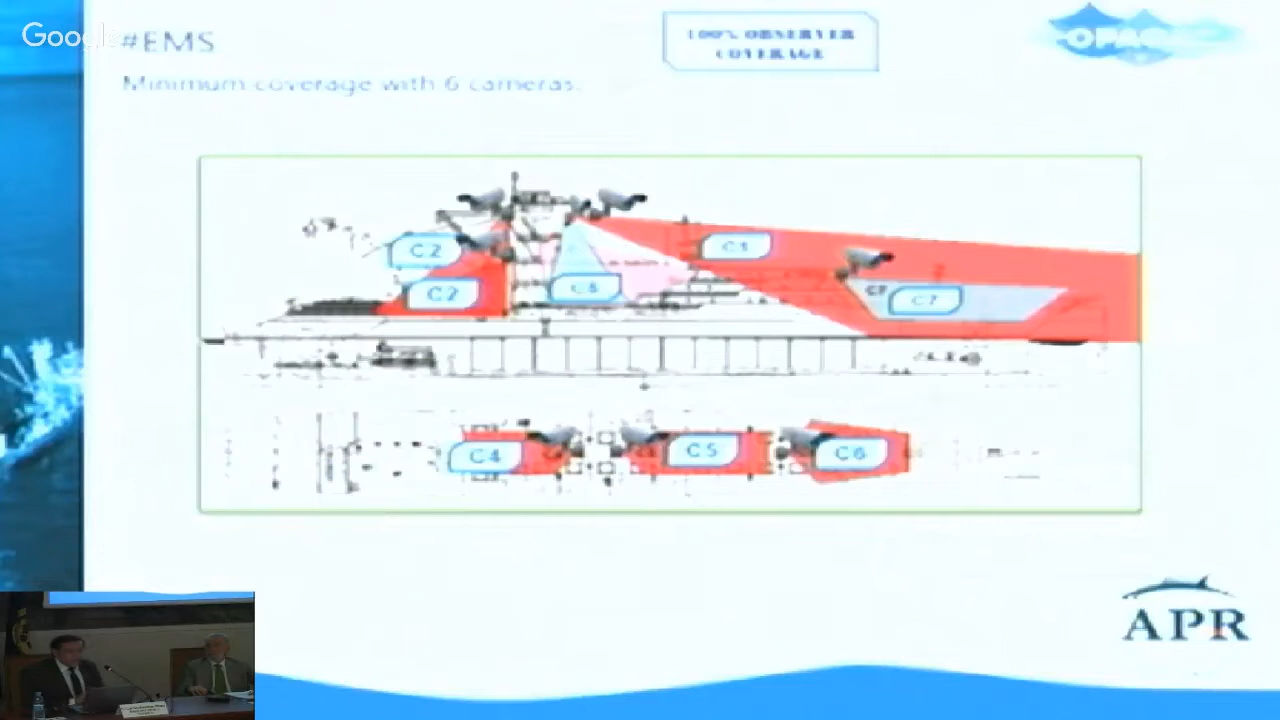 Google
#EMS
100% OBSERVER
COVERAGE
OPAGAC
Minimum coverage with 6 cameras.
C2
C1
C2
C7
C7
C4
C5
C6
APR